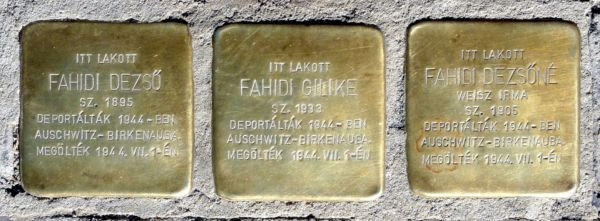 ITT LAKOTT
FAHIDI DEZSŐ
SZ. 1895
DEPORTÁLTÁK 1944-BEN
AUSCHWITZ-BIRKENAUBA
MEGÖLTÉK 1944. VII. 1-ÉN
ITT LAKOTT
FAHIDI GILIKE
SZ. 1933
DEPORTÁLTÁK 1944-BEN
AUSCHWITZ-BIRKENAUBA
MEGÖLTÉK 1944. VII. 1-ÉN
ITT LAKOTT
FAHIDI DEZSŐNÉ
WEISZ IRMA
SZ. 1905
DEPORTÁLTÁK 1944-BEN
AUSCHWITZ-BIRKENAUBA
MEGÖLTÉK 1944. VII. 1-ÉN